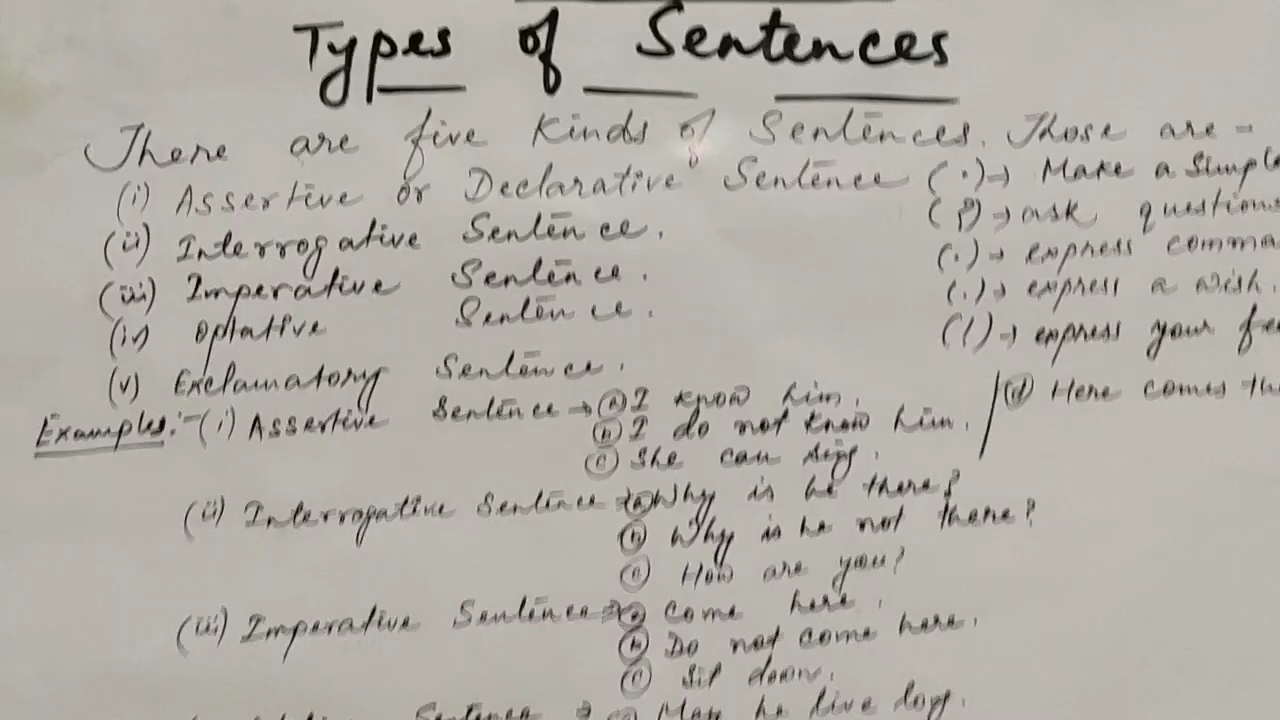 Types of Sentences
There are five kinds of Sentences. Those are -
(i) Assertive or Declarative Sentence (.)→ Make a Simple
(ii) Interrogative Sentence. (?)→ ask questions
(iii) Imperative Sentence. (.)→ express comma
(iv) Optative Sentence. (.)→ express a wish.
(v) Exclamatory Sentence. (!)→ express your fee
Examples:- (i) Assertive Sentence → (a) I know him. (d) Here comes the
(b) I do not know him.
(c) She can sing.
(ii) Interrogative Sentence → (a) Why is he there?
(b) Why is he not there?
(c) How are you?
(iii) Imperative Sentence → (a) Come here.
(b) Do not come here.
(c) Sit down.
Sentence → May he live long.